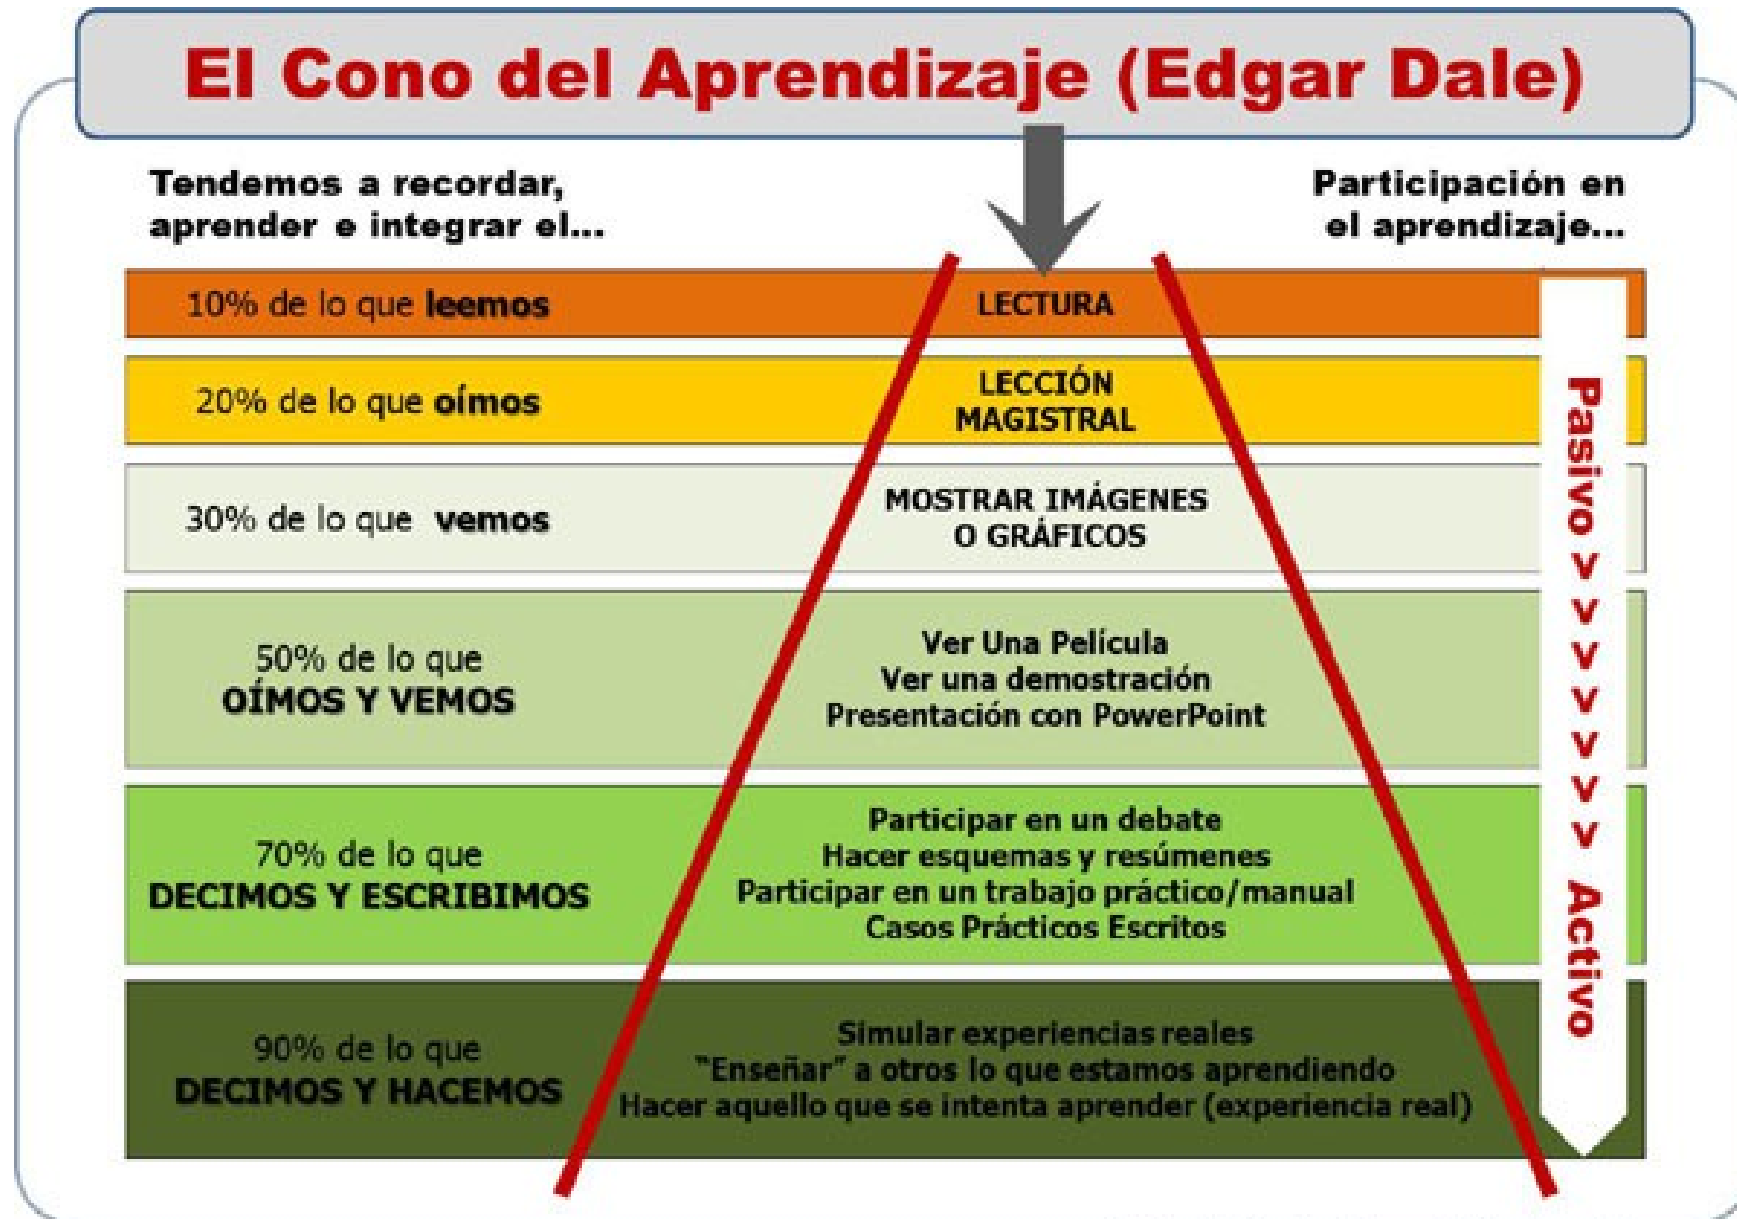 El Cono del Aprendizaje (Edgar Dale)
Tendemos a recordar,
aprender e integrar el...
Participación en
el aprendizaje...
10% de lo que leemos
LECTURA
20% de lo que oímos
LECCIÓN
MAGISTRAL
30% de lo que vemos
MOSTRAR IMÁGENES
O GRÁFICOS
50% de lo que
OÍMOS Y VEMOS
Ver Una Película
Ver una demostración
Presentación con PowerPoint
70% de lo que
DECIMOS Y ESCRIBIMOS
Participar en un debate
Hacer esquemas y resúmenes
Participar en un trabajo práctico/manual
Casos Prácticos Escritos
90% de lo que
DECIMOS Y HACEMOS
Simular experiencias reales
"Enseñar" a otros lo que estamos aprendiendo
Hacer aquello que se intenta aprender (experiencia real)
Pasivo > > > > > > > Activo